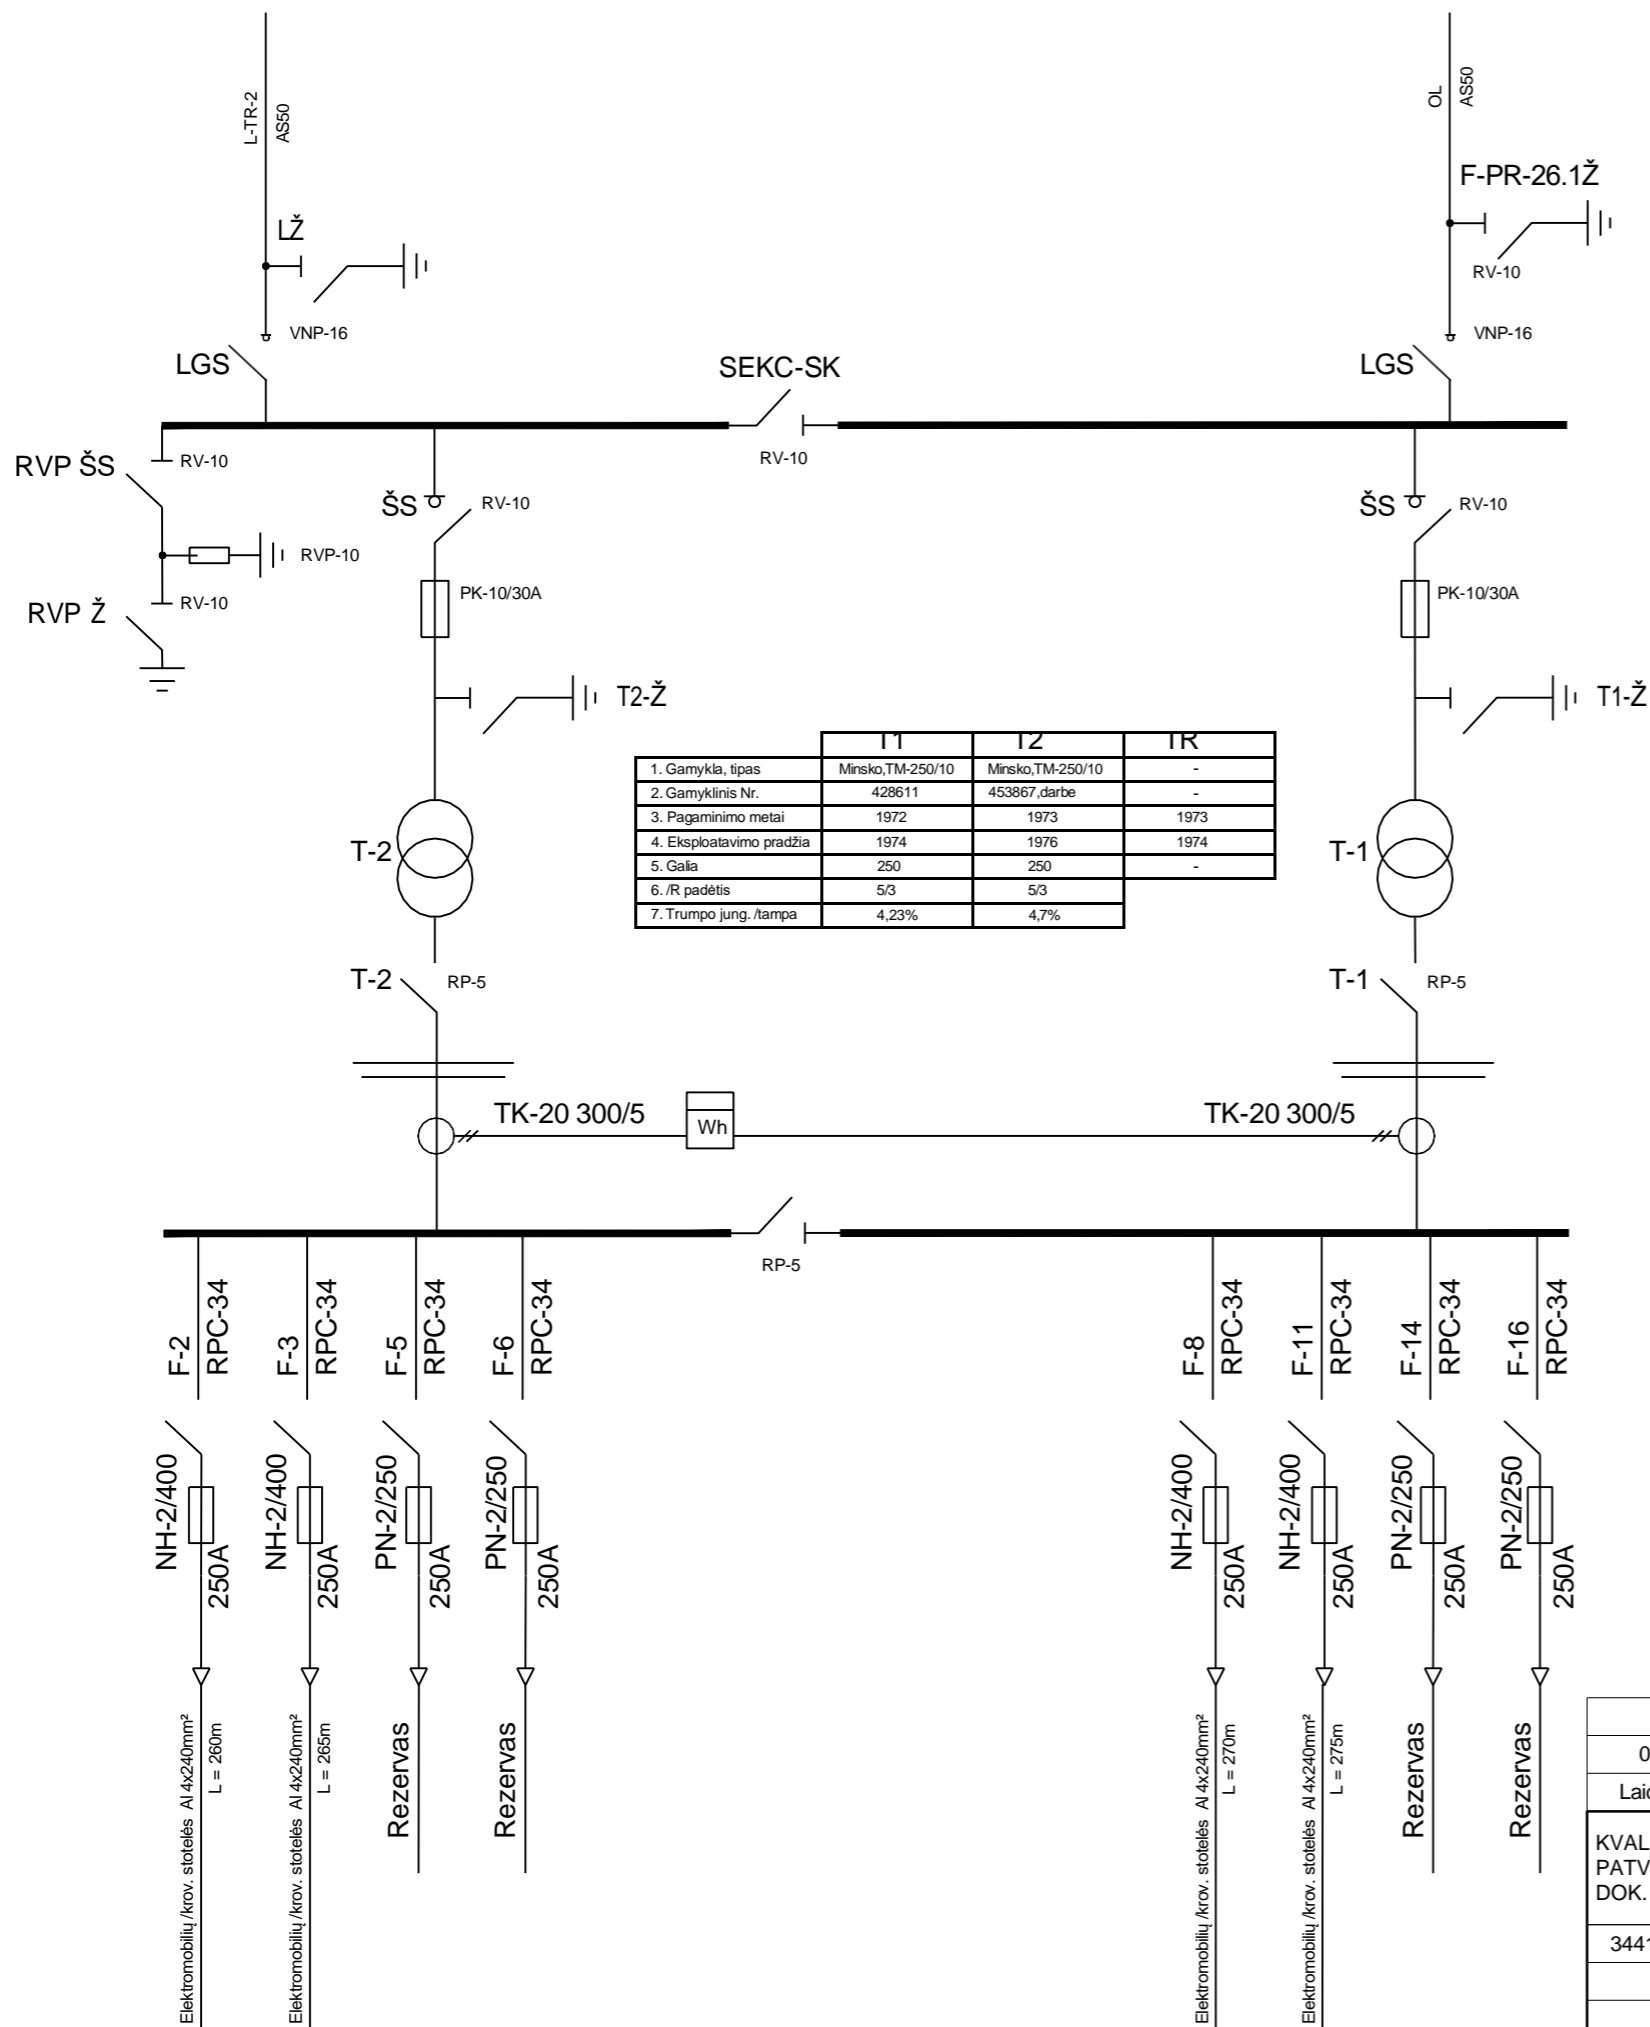 L-TR-2
AS50
OL
AS50
F-PR-26.1Ž
RV-10
LŽ
VNP-16
VNP-16
LGS
SEKC-SK
LGS
RV-10
RVP ŠS
RV-10
ŠS
RV-10
ŠS
RV-10
RVP-10
PK-10/30A
PK-10/30A
RVP Ž
RV-10
T2-Ž
T1-Ž
T1 T2 TR
1. Gamykla, tipas Minsko,TM-250/10 Minsko,TM-250/10 -
2. Gamyklinis Nr. 428611 453867,darbe -
3. Pagaminimo metai 1972 1973 1973
4. Eksploatavimo pradžia 1974 1976 1974
5. Galia 250 250 -
6. /R padėtis 5/3 5/3
7. Trumpo jung. /tampa 4,23% 4,7%
T-2
T-1
T-2
RP-5
T-1
RP-5
TK-20 300/5
Wh
TK-20 300/5
RP-5
F-2
RPC-34
F-3
RPC-34
F-5
RPC-34
F-6
RPC-34
F-8
RPC-34
F-11
RPC-34
F-14
RPC-34
F-16
RPC-34
NH-2/400
250A
NH-2/400
250A
PN-2/250
250A
PN-2/250
250A
NH-2/400
250A
NH-2/400
250A
PN-2/250
250A
PN-2/250
250A
Elektromobilių /krov. stotelės Al 4x240mm²
L = 260m
Elektromobilių /krov. stotelės Al 4x240mm²
L = 265m
Rezervas
Rezervas
Elektromobilių /krov. stotelės Al 4x240mm²
L = 270m
Elektromobilių /krov. stotelės Al 4x240mm²
L = 275m
Rezervas
Rezervas
0
KVAL
PATV
DOK.
3441